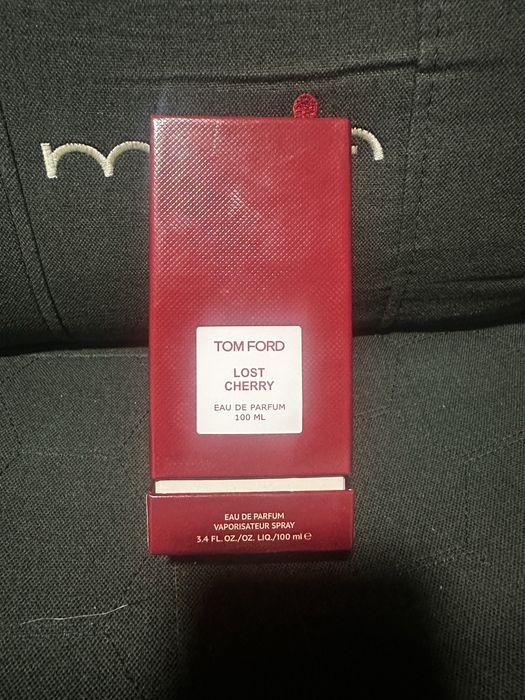 TOM FORD
LOST
CHERRY
EAU DE PARFUM
100 ML
EAU DE PARFUM
VAPORISATEUR SPRAY
3.4 FL. OZ./OZ. LIQ./100 ml ℮